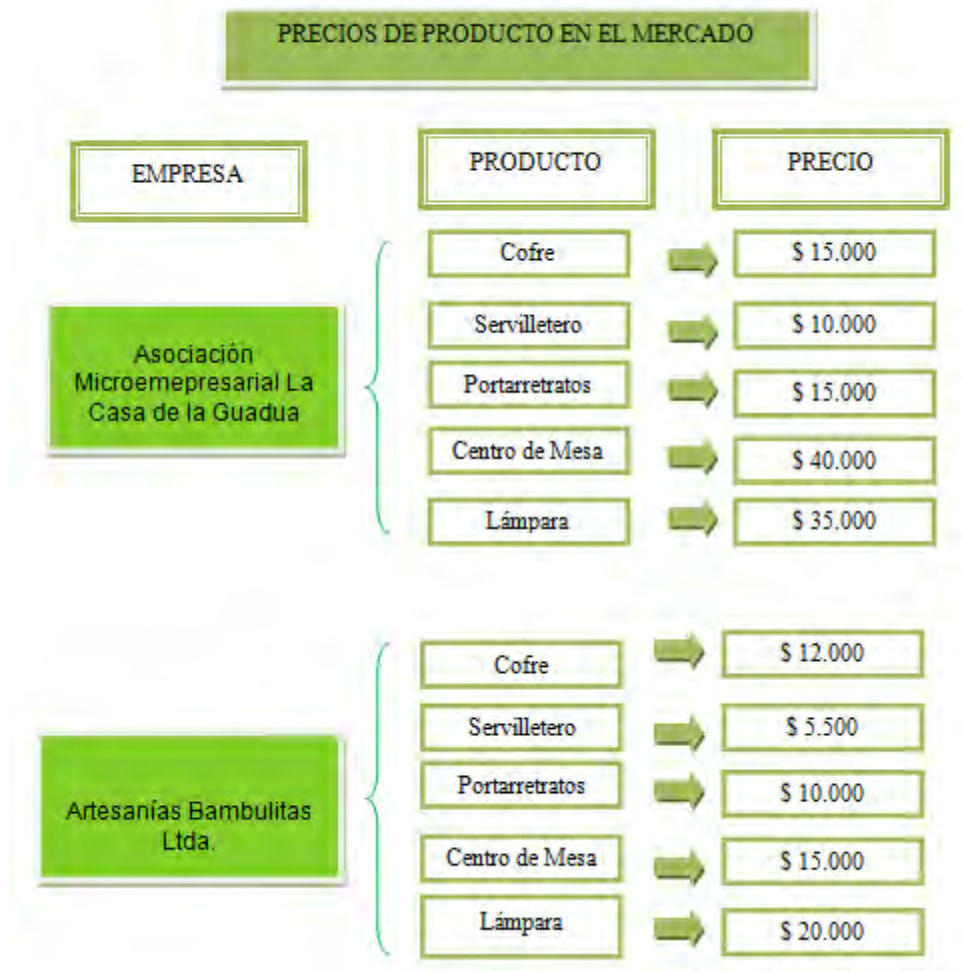 PRECIOS DE PRODUCTO EN EL MERCADO
EMPRESA
PRODUCTO
PRECIO
Asociación
Microemepresarial La
Casa de la Guadua
Cofre
$ 15.000
Servilletero
$ 10.000
Portarretratos
$ 15.000
Centro de Mesa
$ 40.000
Lámpara
$ 35.000
Artesanías Bambulitas
Ltda.
Cofre
$ 12.000
Servilletero
$ 5.500
Portarretratos
$ 10.000
Centro de Mesa
$ 15.000
Lámpara
$ 20.000